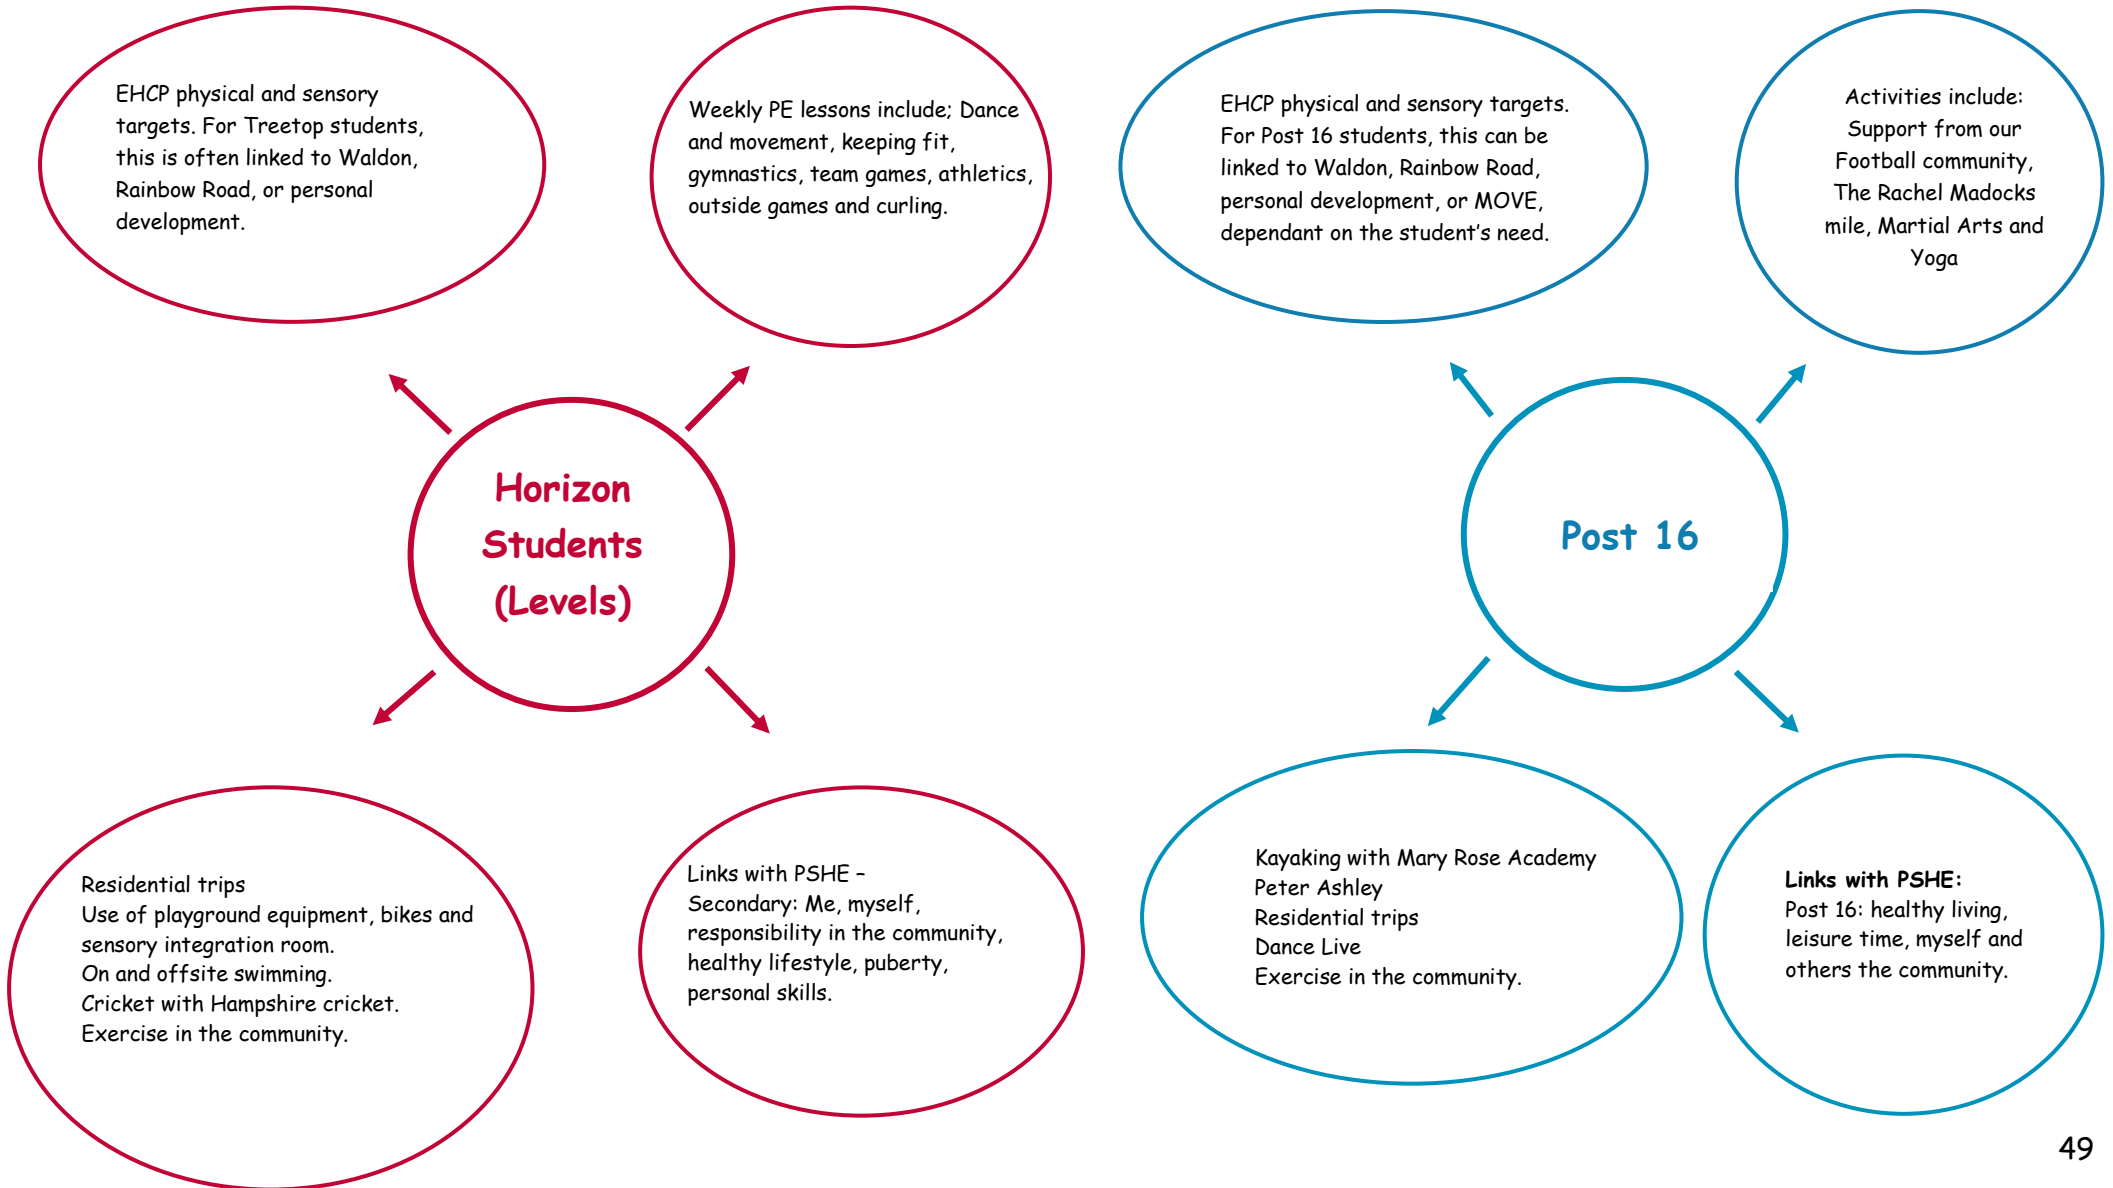 EHCP physical and sensory
targets. For Treetop students,
this is often linked to Waldon,
Rainbow Road, or personal
development.
Weekly PE lessons include; Dance
and movement, keeping fit,
gymnastics, team games, athletics,
outside games and curling.
Horizon
Students
(Levels)
Residential trips
Use of playground equipment, bikes and
sensory integration room.
On and offsite swimming.
Cricket with Hampshire cricket.
Exercise in the community.
Links with PSHE –
Secondary: Me, myself,
responsibility in the community,
healthy lifestyle, puberty,
personal skills.
EHCP physical and sensory targets.
For Post 16 students, this can be
linked to Waldon, Rainbow Road,
personal development, or MOVE,
dependant on the student’s need.
Activities include:
Support from our
Football community,
The Rachel Madocks
mile, Martial Arts and
Yoga
Post 16
Kayaking with Mary Rose Academy
Peter Ashley
Residential trips
Dance Live
Exercise in the community.
Links with PSHE:
Post 16: healthy living,
leisure time, myself and
others the community.
49